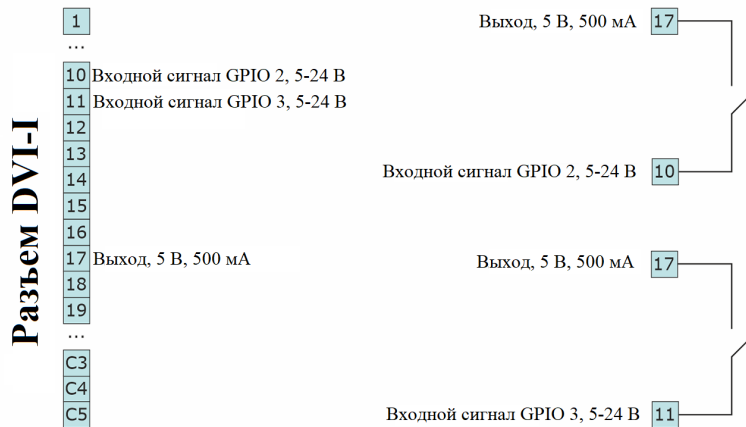 Разъем DVI-I
1
...
10 Входной сигнал GPIO 2, 5-24 В
11 Входной сигнал GPIO 3, 5-24 В
12
13
14
15
16
17 Выход, 5 В, 500 мА
18
19
...
C3
C4
C5
Выход, 5 В, 500 мА 17
Входной сигнал GPIO 2, 5-24 В 10
Выход, 5 В, 500 мА 17
Входной сигнал GPIO 3, 5-24 В 11